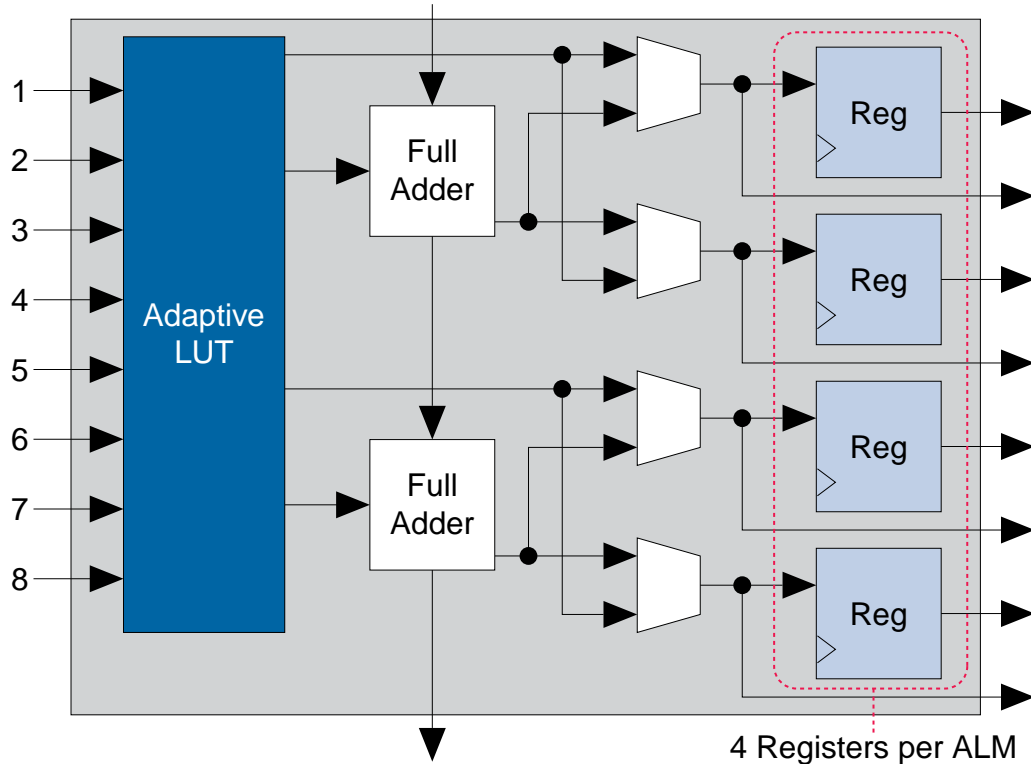 1
2
3
4
5
6
7
8
Adaptive
LUT
Full
Adder
Full
Adder
Reg
Reg
Reg
Reg
4 Registers per ALM